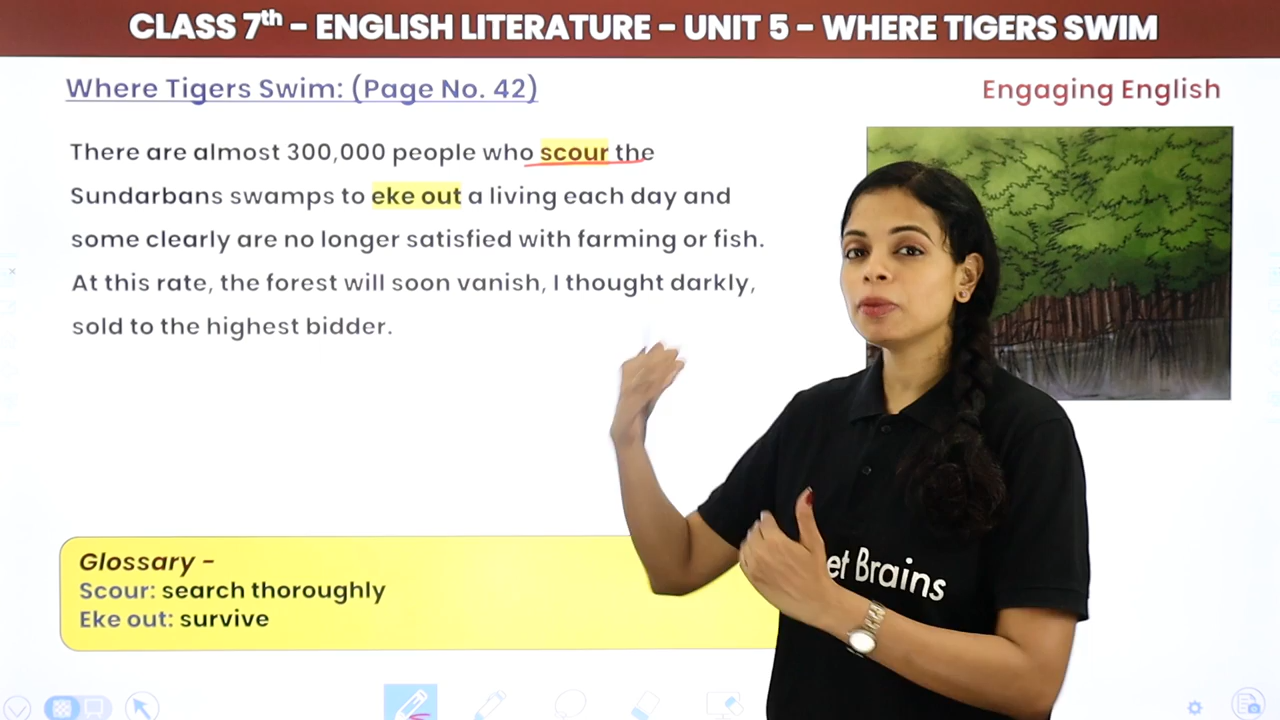 CLASS 7th - ENGLISH LITERATURE - UNIT 5 - WHERE TIGERS SWIM
Where Tigers Swim: (Page No. 42)
Engaging English
There are almost 300,000 people who scour the
Sundarbans swamps to eke out a living each day and
some clearly are no longer satisfied with farming or fish.
At this rate, the forest will soon vanish, I thought darkly,
sold to the highest bidder.
Glossary -
Scour: search thoroughly
Eke out: survive
et Brains